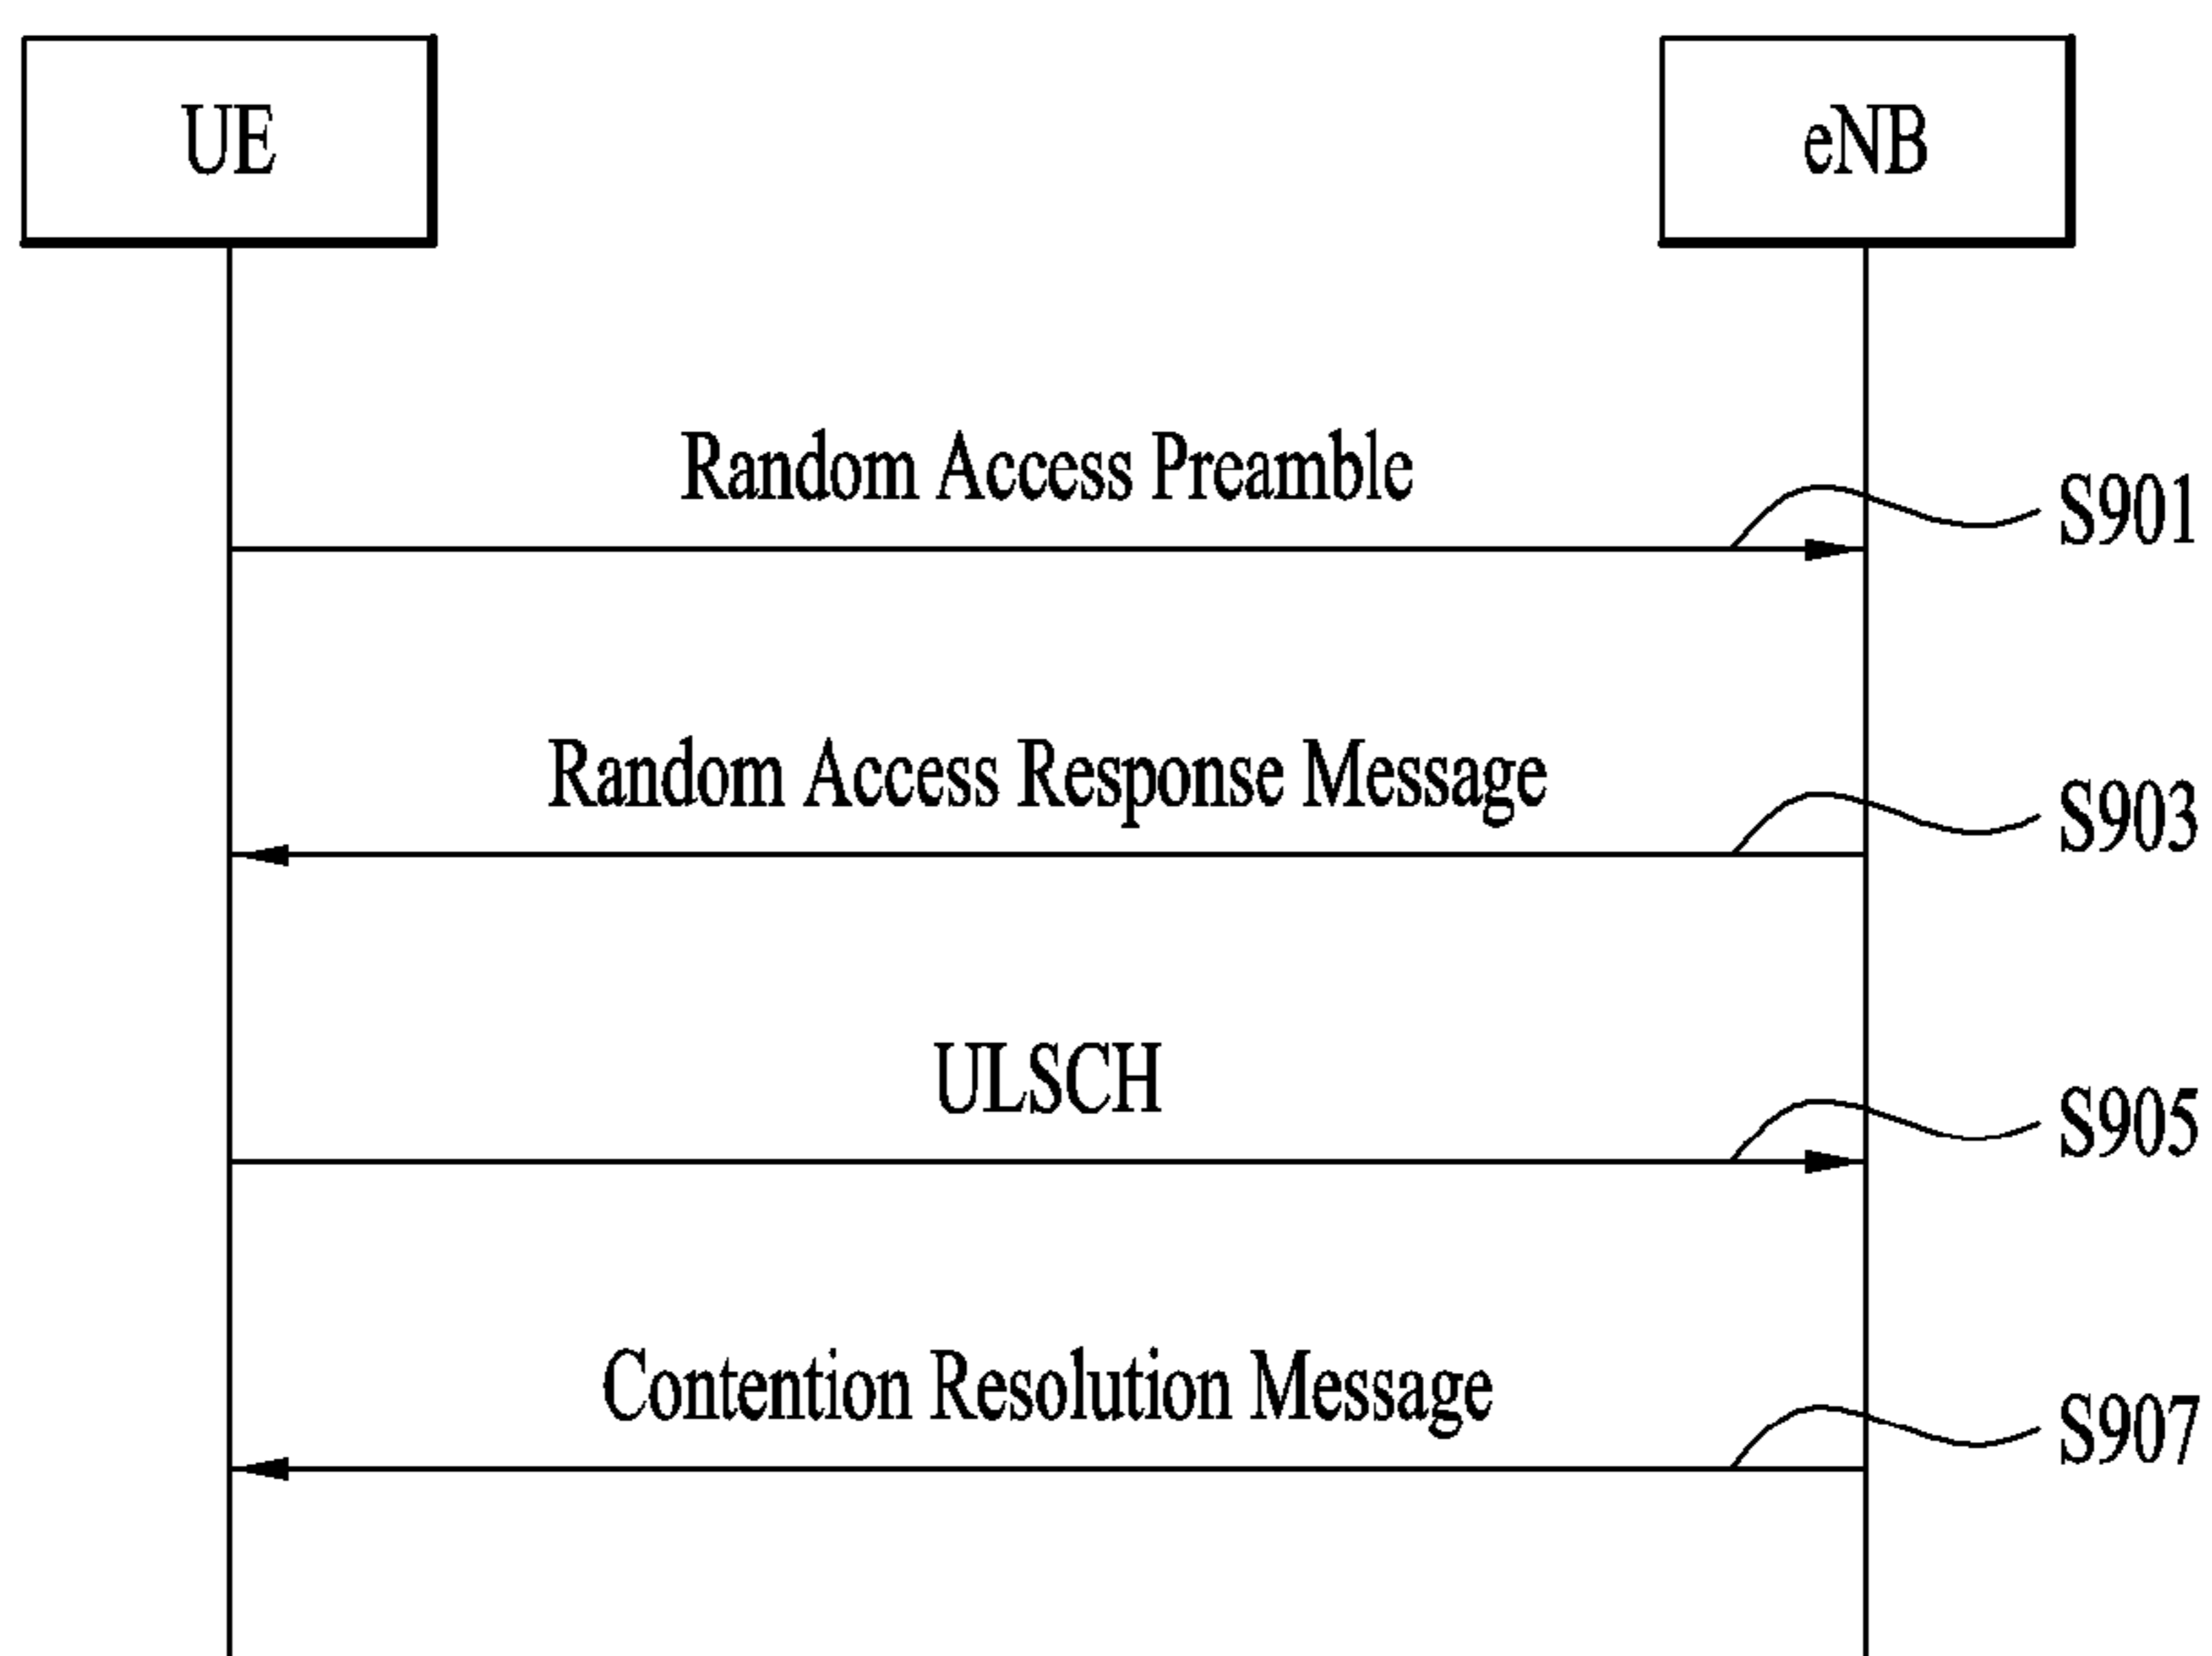 UE
eNB
Random Access Preamble
S901
Random Access Response Message
S903
ULSCH
S905
Contention Resolution Message
S907